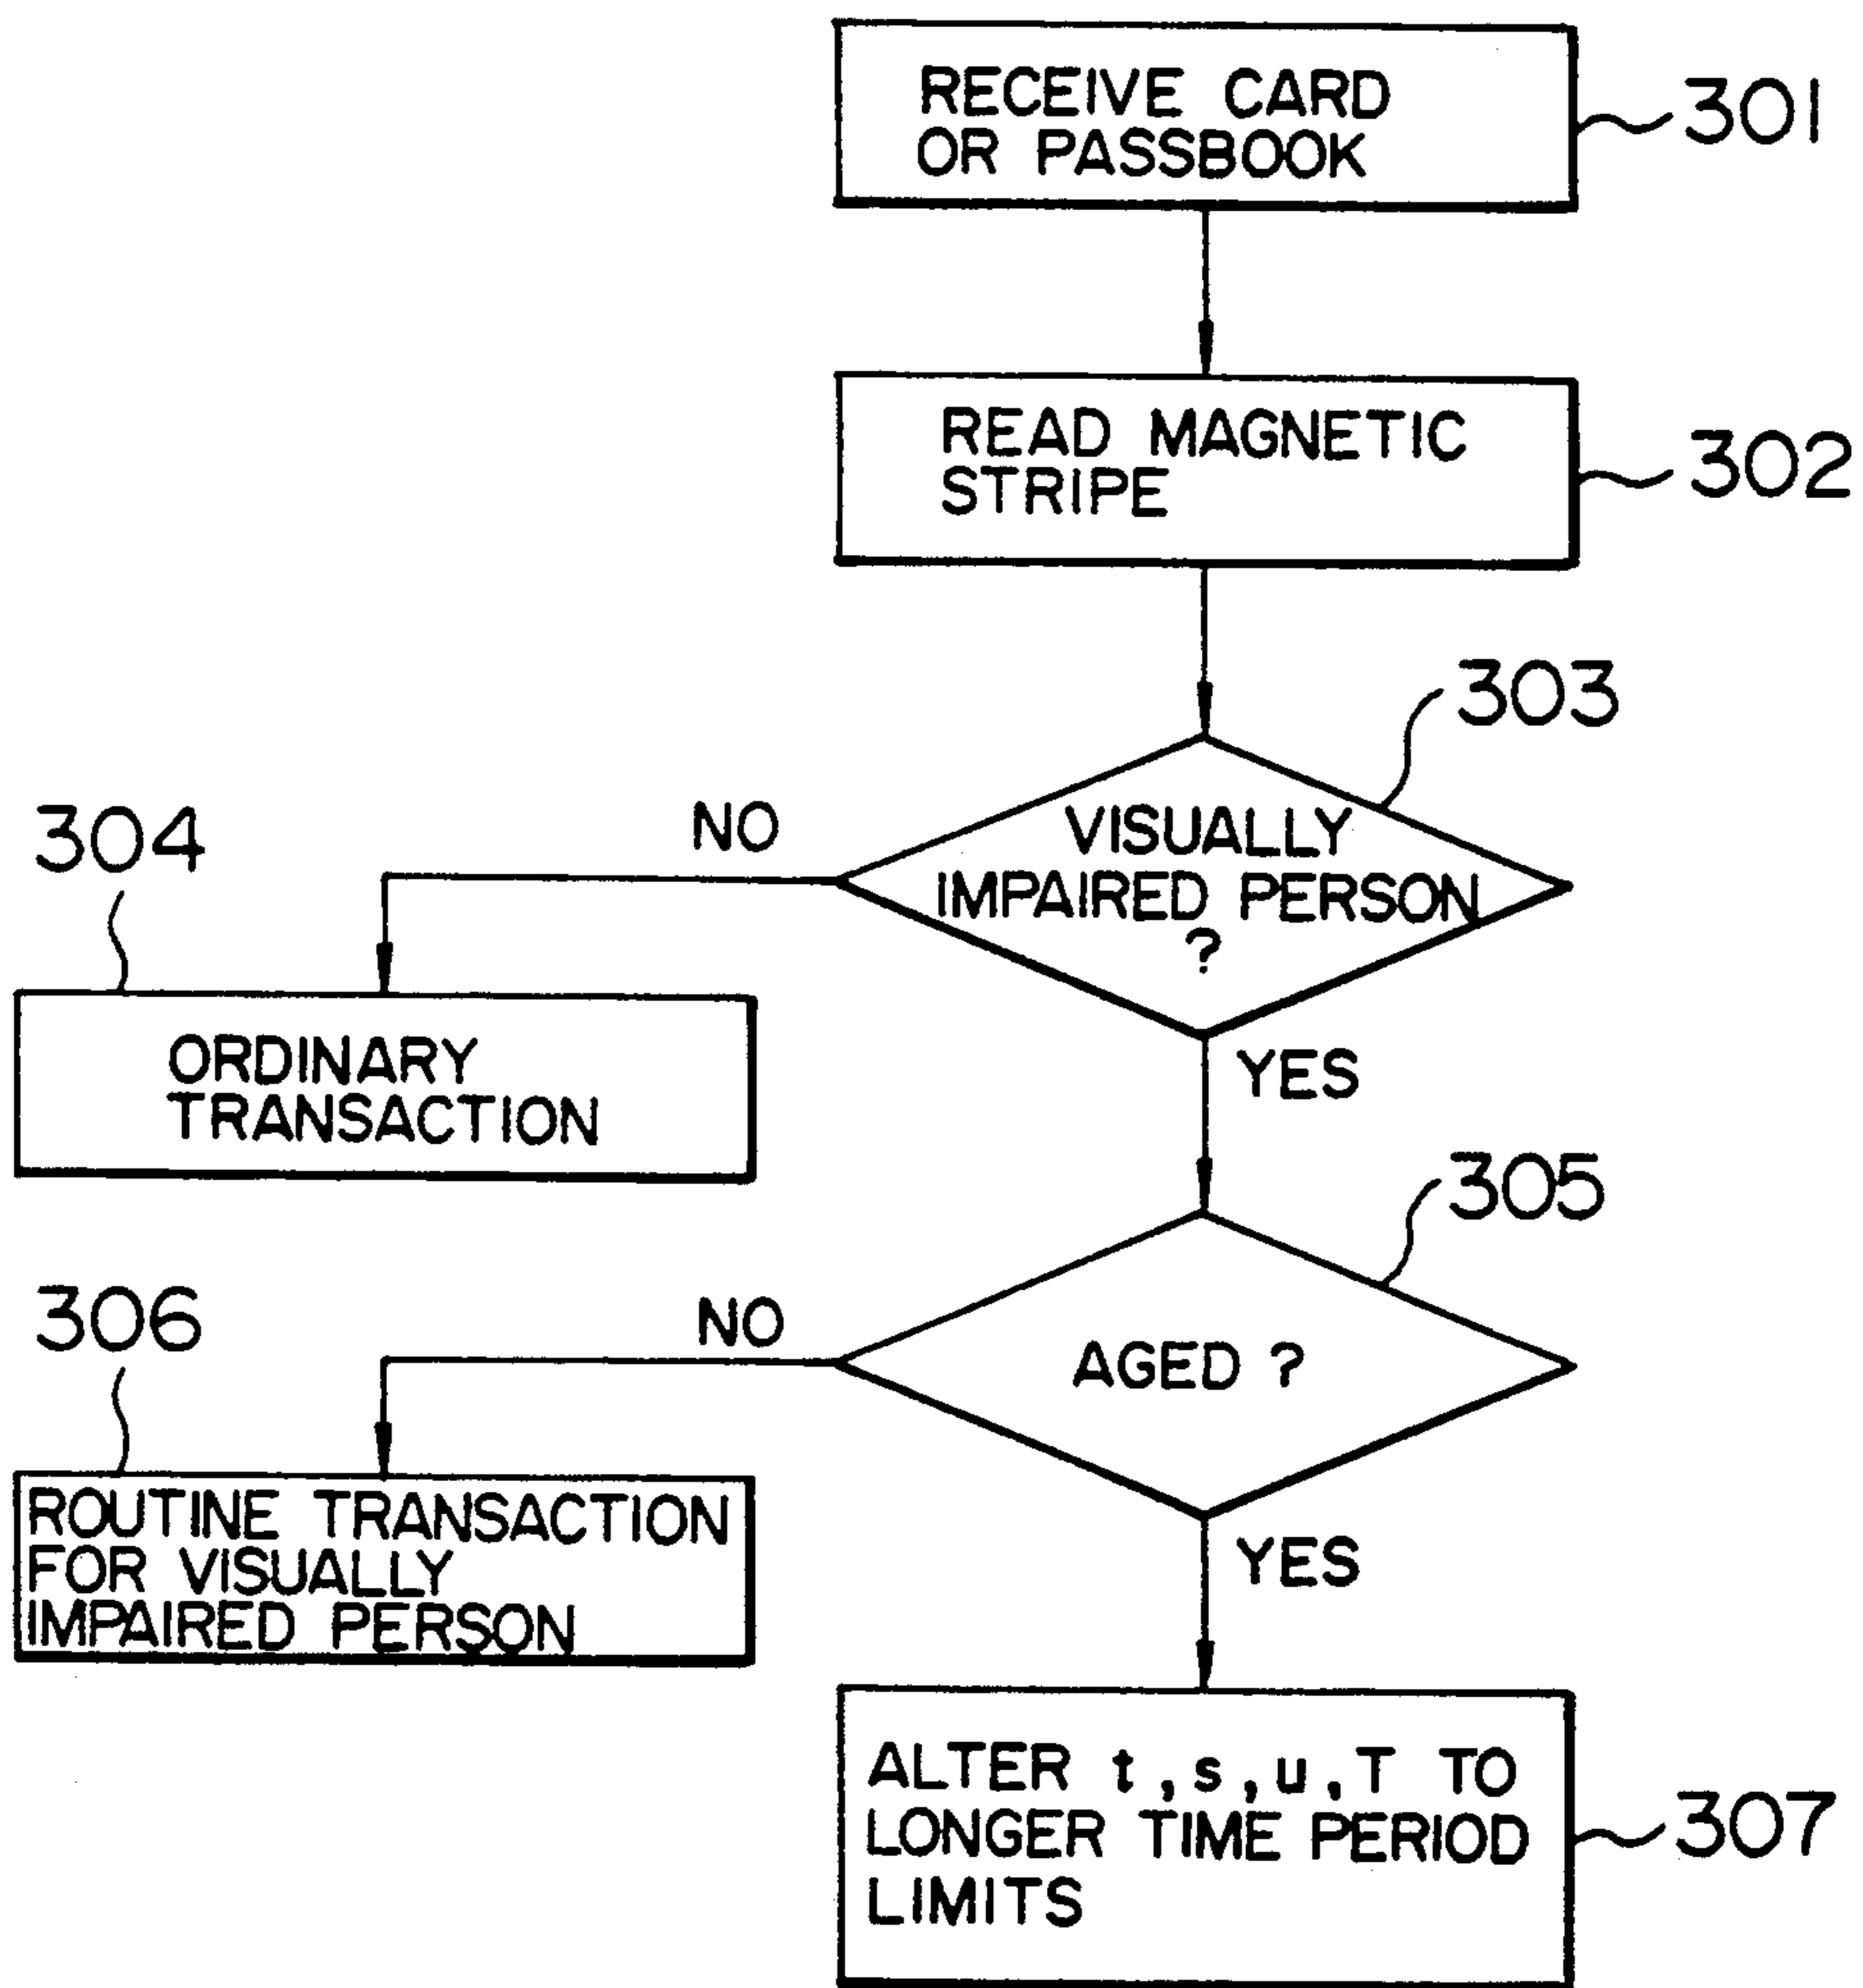 RECEIVE CARD
OR PASSBOOK
301
READ MAGNETIC
STRIPE
302
303
VISUALLY
IMPAIRED PERSON
?
NO
304
ORDINARY
TRANSACTION
YES
305
AGED ?
NO
306
ROUTINE TRANSACTION
FOR VISUALLY
IMPAIRED PERSON
YES
ALTER t, s, u, T TO
LONGER TIME PERIOD
LIMITS
307